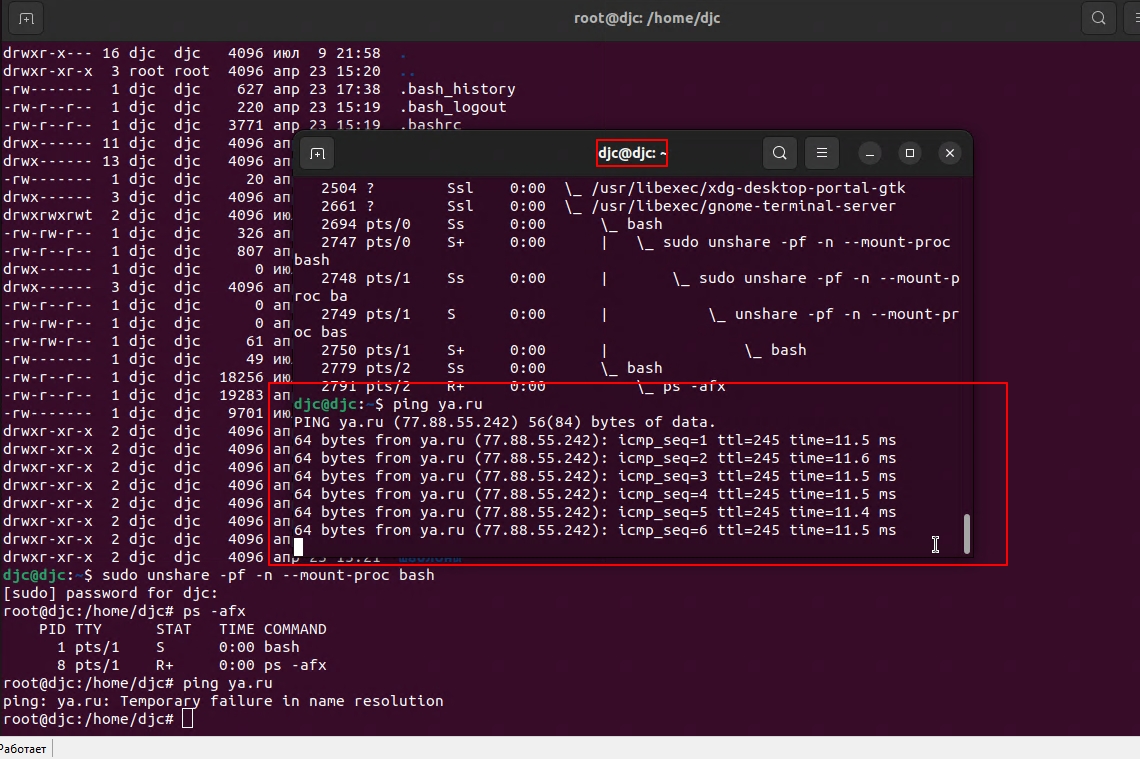 root@djc: /home/djc
drwxr-x--- 16 djc djc 4096 июл 9 21:58 .
drwxr-xr-x 3 root root 4096 апр 23 15:20 ..
-rw------- 1 djc djc 627 апр 23 17:38 .bash_history
-rw-r--r-- 1 djc djc 220 апр 23 15:19 .bash_logout
-rw-r--r-- 1 djc djc 3771 апр 23 15:19 .bashrc
drwx------ 11 djc djc 4096 ап
drwx------ 13 djc djc 4096 ап
-rw------- 1 djc djc 20 ап
drwx------ 3 djc djc 4096 ап
drwxrwxrwt 2 djc djc 4096 ию
-rw-rw-r-- 1 djc djc 326 ап
-rw-r--r-- 1 djc djc 807 ап
drwx------ 1 djc djc 0 ию
drwx------ 3 djc djc 4096 ап
-rw-r--r-- 1 djc djc 0 ап
-rw-rw-r-- 1 djc djc 0 ап
-rw-rw-r-- 1 djc djc 61 ап
-rw------- 1 djc djc 49 ию
-rw-r--r-- 1 djc djc 18256 ию
-rw-r--r-- 1 djc djc 19283 ап
-rw-r--r-- 1 djc djc 9701 ию
drwxr-xr-x 2 djc djc 4096 ап
drwxr-xr-x 2 djc djc 4096 ап
drwxr-xr-x 2 djc djc 4096 ап
drwxr-xr-x 2 djc djc 4096 ап
drwxr-xr-x 2 djc djc 4096 ап
drwxr-xr-x 2 djc djc 4096 ап
drwxr-xr-x 2 djc djc 4096 ап
drwxr-xr-x 2 djc djc 4096 апр 23 15:21
djc@djc:~$ sudo unshare -pf -n --mount-proc bash
[sudo] password for djc:
root@djc:/home/djc# ps -afx
PID TTY STAT TIME COMMAND
1 pts/1 S 0:00 bash
8 pts/1 R+ 0:00 ps -afx
root@djc:/home/djc# ping ya.ru
ping: ya.ru: Temporary failure in name resolution
root@djc:/home/djc#
djc@djc: ~
2504 ? Ssl 0:00 \_ /usr/libexec/xdg-desktop-portal-gtk
2661 ? Ssl 0:00 \_ /usr/libexec/gnome-terminal-server
2694 pts/0 Ss 0:00 \_ bash
2747 pts/0 S+ 0:00 | \_ sudo unshare -pf -n --mount-proc
bash
2748 pts/1 Ss 0:00 | \_ sudo unshare -pf -n --mount-p
roc ba
2749 pts/1 S 0:00 | \_ unshare -pf -n --mount-pr
oc bas
2750 pts/1 S+ 0:00 | \_ bash
2779 pts/2 Ss 0:00 \_ bash
2791 pts/2 R+ 0:00 \_ ps -afx
djc@djc:~$ ping ya.ru
PING ya.ru (77.88.55.242) 56(84) bytes of data.
64 bytes from ya.ru (77.88.55.242): icmp_seq=1 ttl=245 time=11.5 ms
64 bytes from ya.ru (77.88.55.242): icmp_seq=2 ttl=245 time=11.6 ms
64 bytes from ya.ru (77.88.55.242): icmp_seq=3 ttl=245 time=11.5 ms
64 bytes from ya.ru (77.88.55.242): icmp_seq=4 ttl=245 time=11.5 ms
64 bytes from ya.ru (77.88.55.242): icmp_seq=5 ttl=245 time=11.4 ms
64 bytes from ya.ru (77.88.55.242): icmp_seq=6 ttl=245 time=11.5 ms
Работает